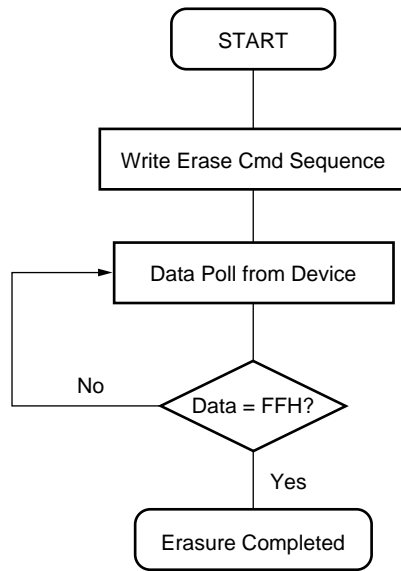 START
Write Erase Cmd Sequence
Data Poll from Device
No
Data = FFH?
Yes
Erasure Completed